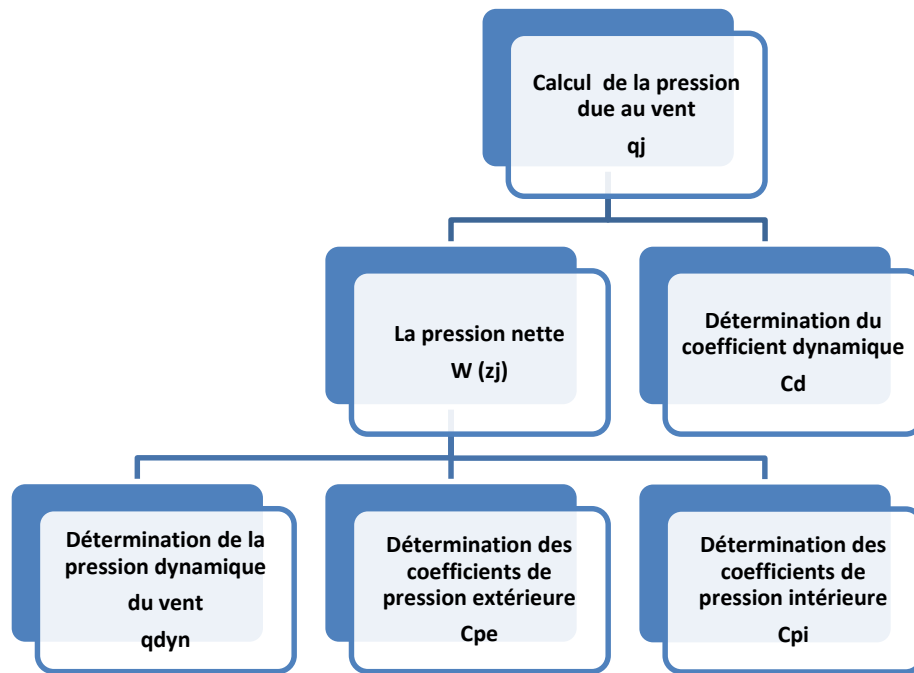 Calcul de la pression
due au vent
qj
La pression nette
W (zj)
Détermination du
coefficient dynamique
Cd
Détermination de la
pression dynamique
du vent
qdyn
Détermination des
coefficients de
pression extérieure
Cpe
Détermination des
coefficients de
pression intérieure
Cpi